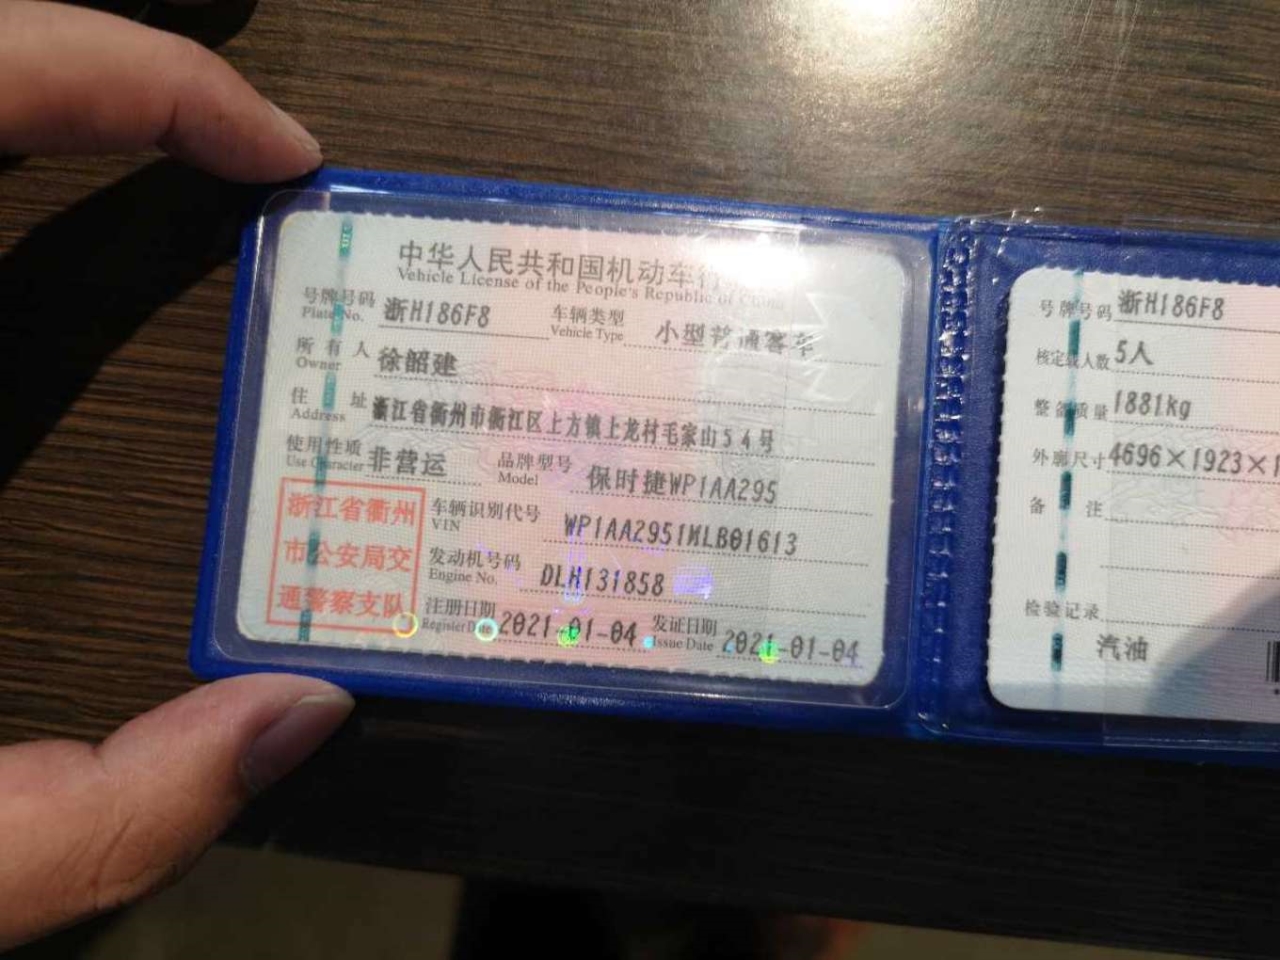 中华人民共和国机动车行
Vehicle License of the People's Republic of China
号牌号码 浙H186F8 车辆类型 小型普通客车
Plate No. Vehicle Type
所有人 徐韶建
Owner
住址 浙江省衢州市衢江区上方镇上龙村毛家山54号
Address
使用性质 非营运 品牌型号 保时捷WP1AA295
Use Character Model
浙江省衢州
市公安局交
通警察支队
车辆识别代号 WP1AA2951MLB01613
VIN
发动机号码 DLH131858
Engine No.
注册日期 2021-01-04 发证日期 2021-01-04
Register Date Issue Date
号牌号码 浙H186F8
核定载人数 5人
整备质量 1881kg
外廓尺寸 4696×1923×1
备注
检验记录
汽油